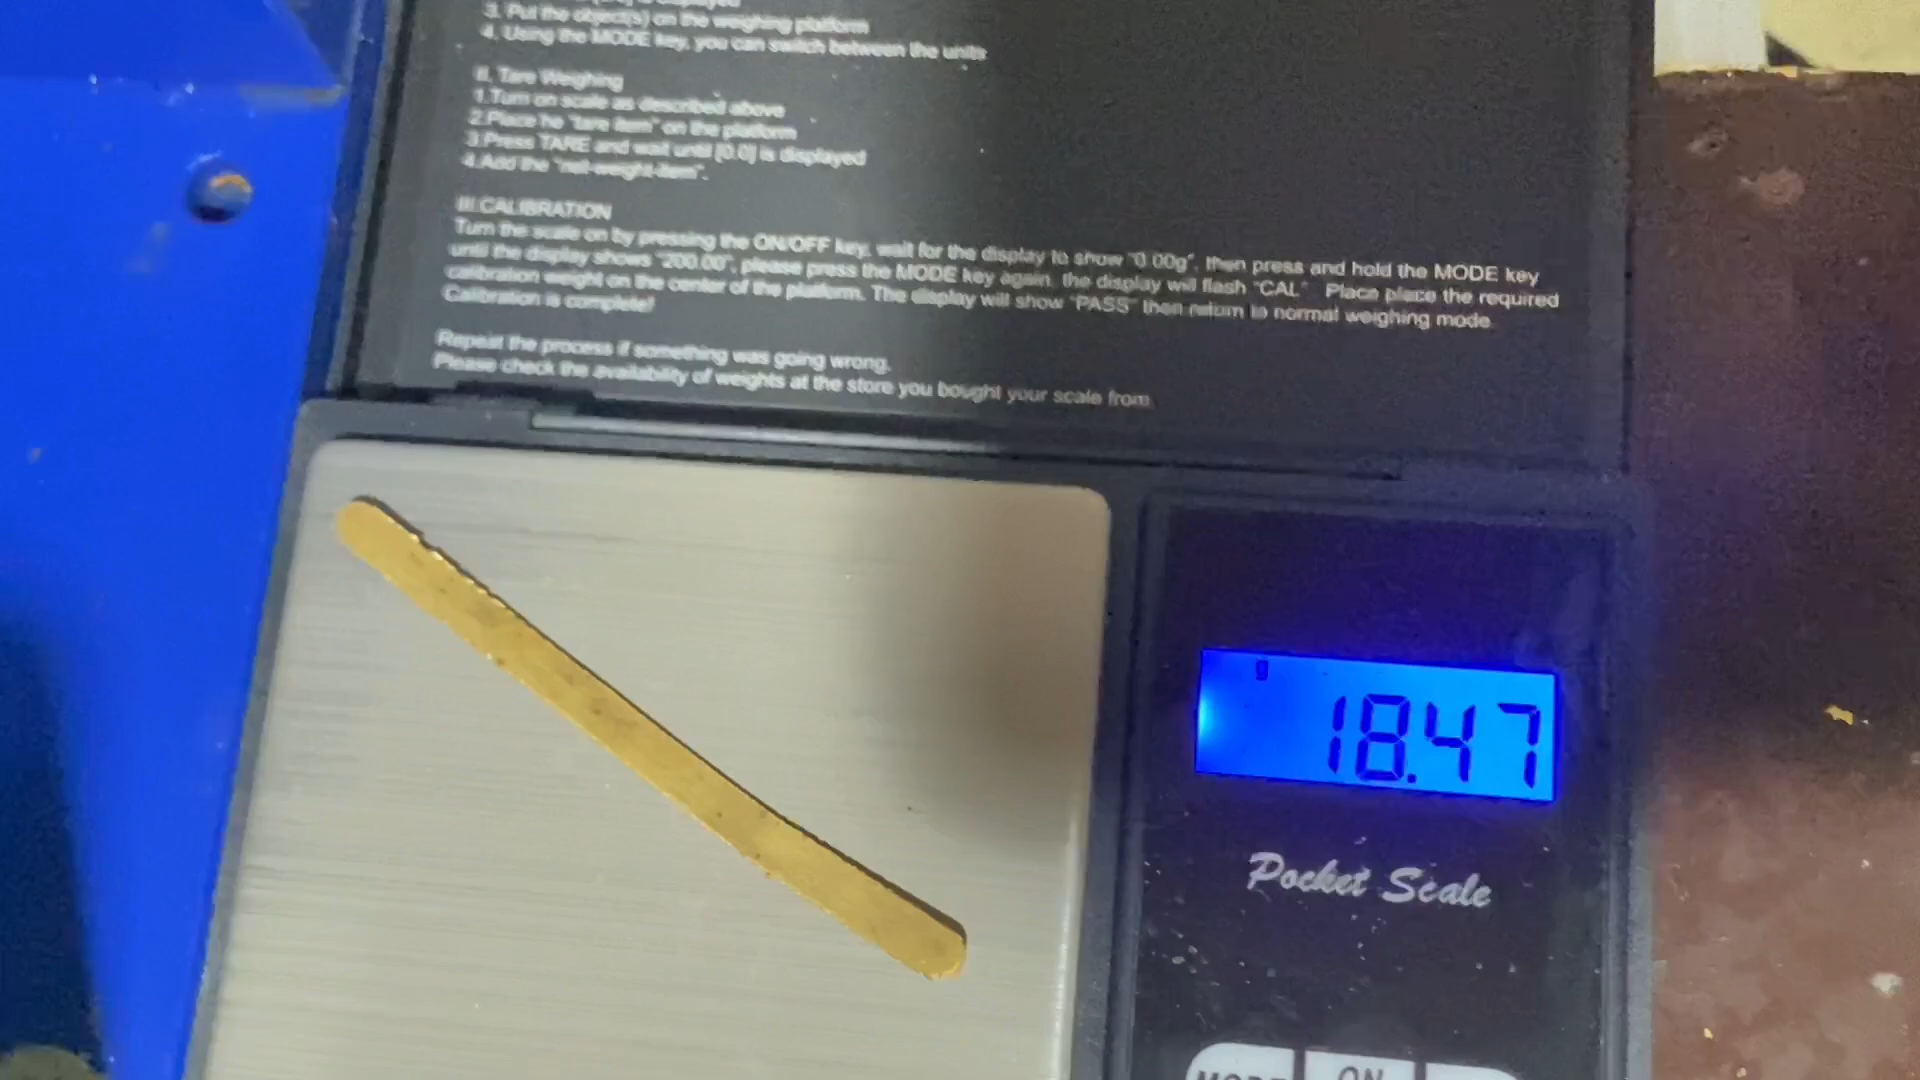 3. Put the object(s) on the weighing platform
4. Using the MODE key, you can switch between the units
II. Tare Weighing
1.Turn on scale as described above
2.Place he "tare item" on the platform
3.Press TARE and wait until [0.0] is displayed
4.Add the "net-weight-item".
III.CALIBRATION
Turn the scale on by pressing the ON/OFF key, wait for the display to show "0.00g", then press and hold the MODE key
until the display shows "200.00", please press the MODE key again, the display will flash "CAL" Place place the required
calibration weight on the center of the platform. The display will show "PASS" then return to normal weighing mode
Calibration is complete!
Repeat the process if something was going wrong.
Please check the availability of weights at the store you bought your scale from
g
18.47
Pocket Scale
MODE ON